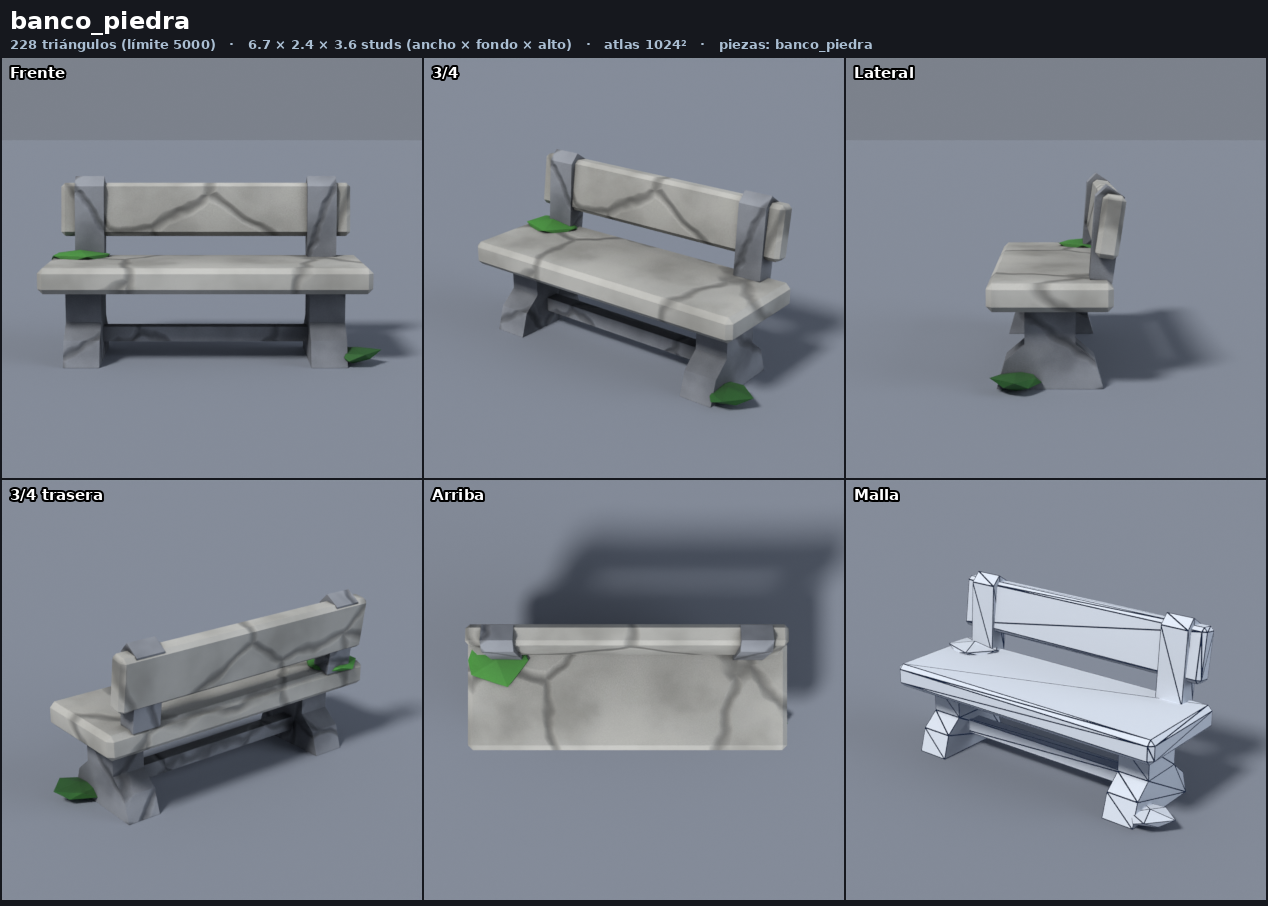 banco_piedra
228 triángulos (límite 5000) · 6.7 × 2.4 × 3.6 studs (ancho × fondo × alto) · atlas 1024² · piezas: banco_piedra
Frente
3/4
Lateral
3/4 trasera
Arriba
Malla